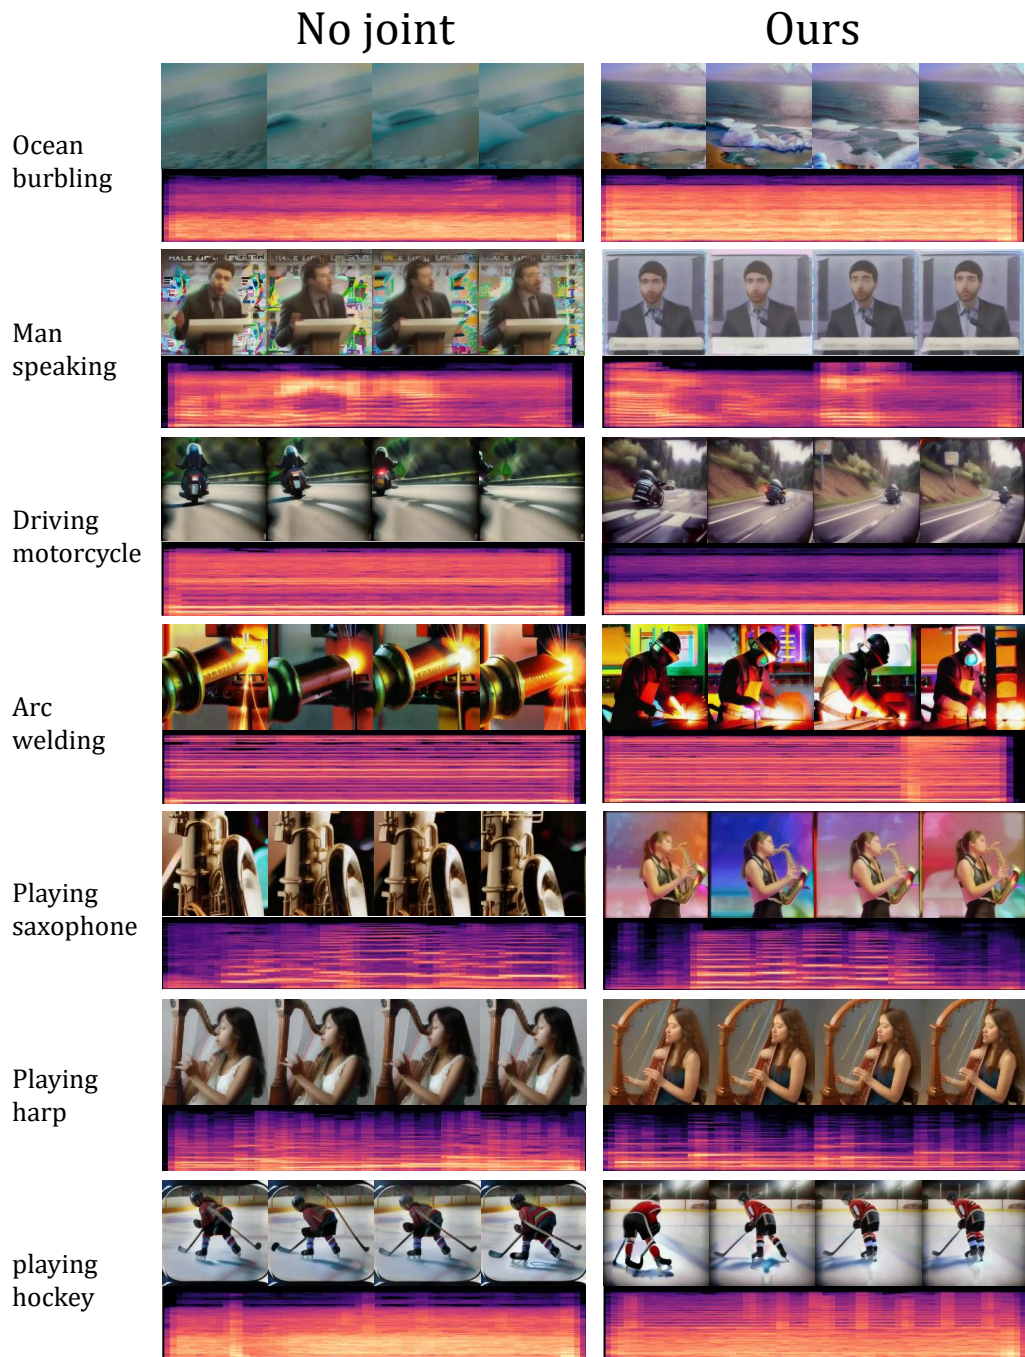 No joint
Ours
Ocean
burbling
Man
speaking
Driving
motorcycle
Arc
welding
Playing
saxophone
Playing
harp
playing
hockey